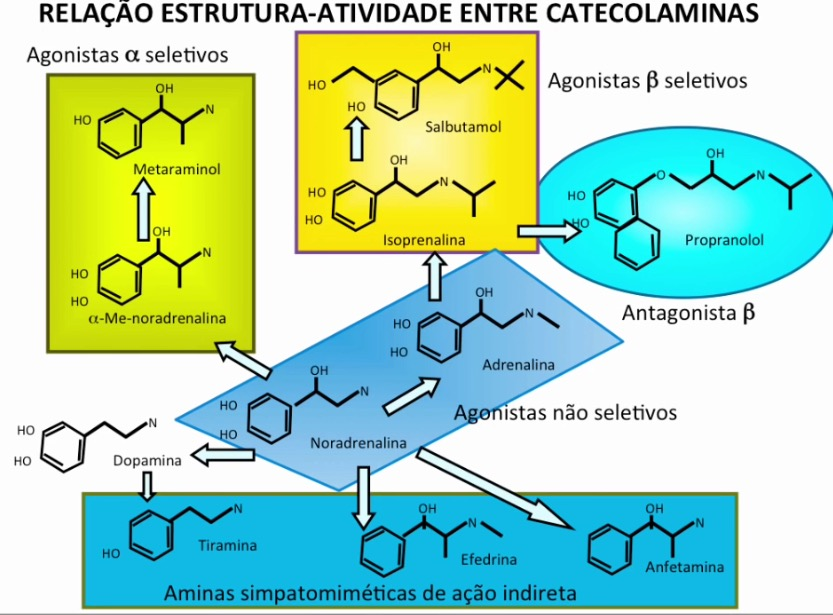 RELAÇÃO ESTRUTURA-ATIVIDADE ENTRE CATECOLAMINAS
Agonistas α seletivos
OH
HO
N
Metaraminol
OH
N
HO
HO
α-Me-noradrenalina
OH
HO
N
HO
Salbutamol
OH
HO
N
HO
Isoprenalina
Agonistas β seletivos
OH
O
N
HO
HO
Propranolol
Antagonista β
OH
N
HO
HO
Adrenalina
OH
N
HO
HO
Noradrenalina
Agonistas não seletivos
N
HO
HO
Dopamina
N
HO
Tiramina
OH
N
Efedrina
OH
N
Anfetamina
Aminas simpatomiméticas de ação indireta